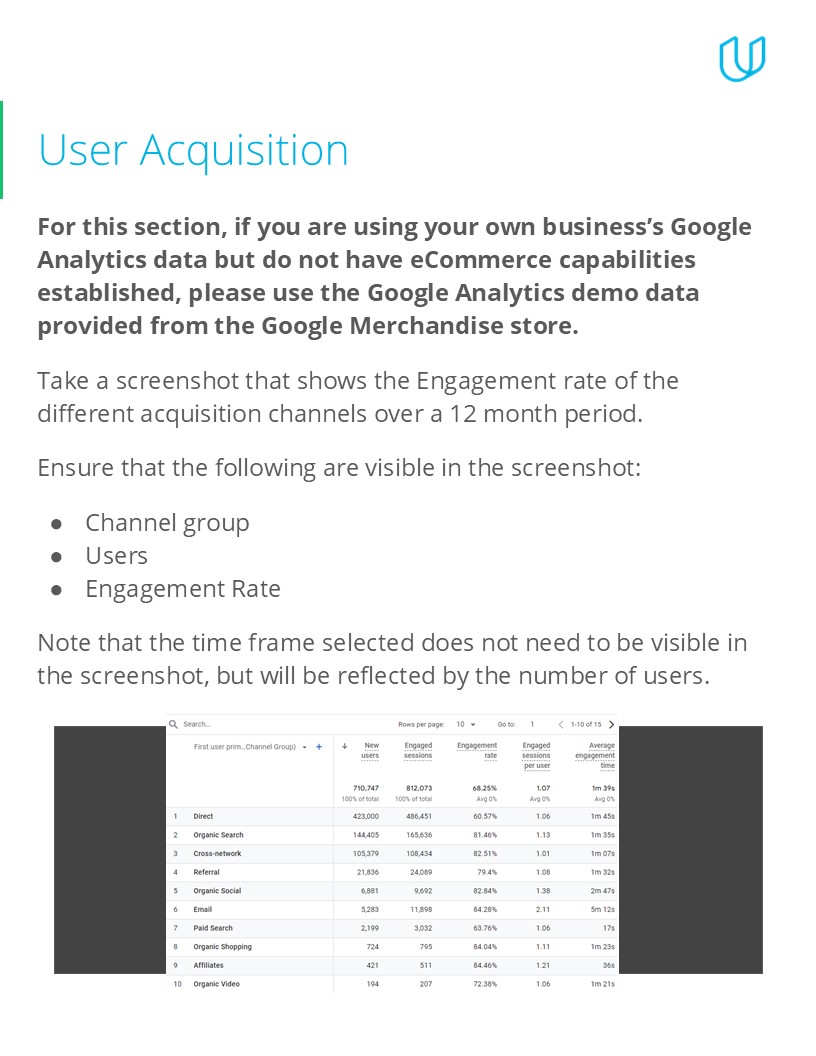 User Acquisition
For this section, if you are using your own business’s Google
Analytics data but do not have eCommerce capabilities
established, please use the Google Analytics demo data
provided from the Google Merchandise store.
Take a screenshot that shows the Engagement rate of the
different acquisition channels over a 12 month period.
Ensure that the following are visible in the screenshot:
● Channel group
● Users
● Engagement Rate
Note that the time frame selected does not need to be visible in
the screenshot, but will be reflected by the number of users.
Search... Rows per page: 10 Go to: 1 1-10 of 15
First user prim...Channel Group) + ↓ New Engaged Engagement Engaged Average
users sessions rate sessions engagement
per user time
710,747 812,073 68.25% 1.07 1m 39s
100% of total 100% of total Avg 0% Avg 0% Avg 0%
1 Direct 423,000 486,451 60.57% 1.06 1m 45s
2 Organic Search 144,405 165,636 81.46% 1.13 1m 35s
3 Cross-network 105,379 108,434 82.51% 1.01 1m 07s
4 Referral 21,836 24,089 79.4% 1.08 1m 32s
5 Organic Social 6,881 9,692 82.84% 1.38 2m 47s
6 Email 5,283 11,898 84.28% 2.11 5m 12s
7 Paid Search 2,199 3,032 63.76% 1.06 17s
8 Organic Shopping 724 795 84.04% 1.11 1m 23s
9 Affiliates 421 511 84.46% 1.21 36s
10 Organic Video 194 207 72.38% 1.06 1m 21s